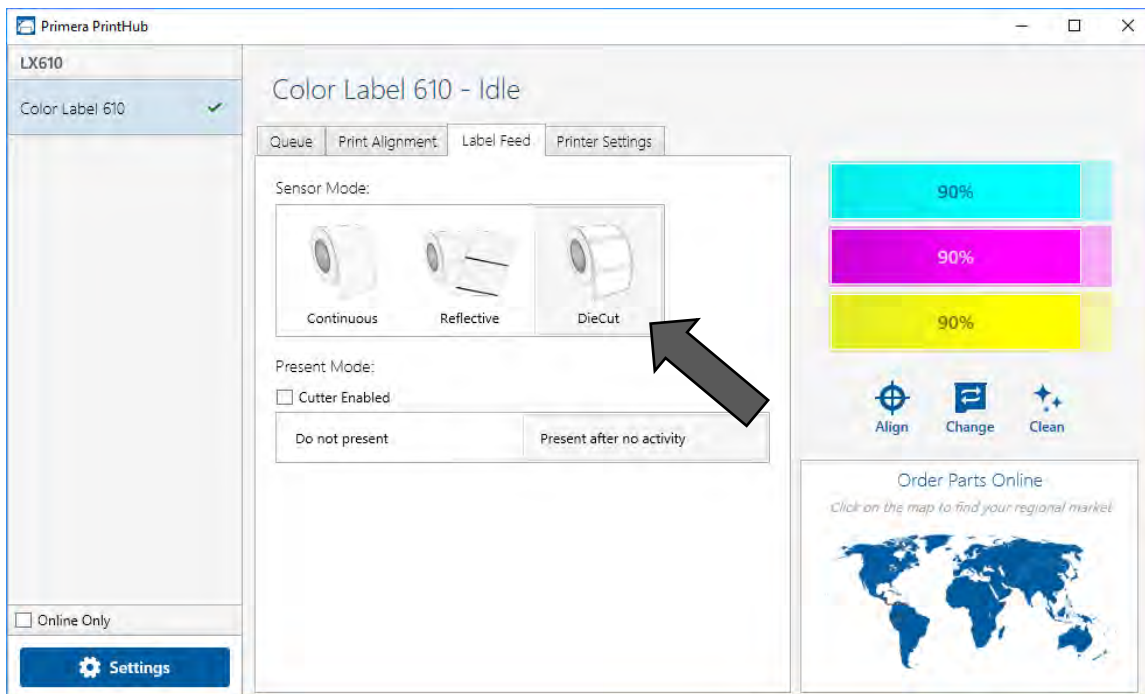 Primera PrintHub
LX610
Color Label 610
Color Label 610 - Idle
Queue Print Alignment Label Feed Printer Settings
Sensor Mode:
Continuous Reflective DieCut
Present Mode:
Cutter Enabled
Do not present Present after no activity
90%
90%
90%
Align Change Clean
Order Parts Online
Click on the map to find your regional market
Online Only
Settings